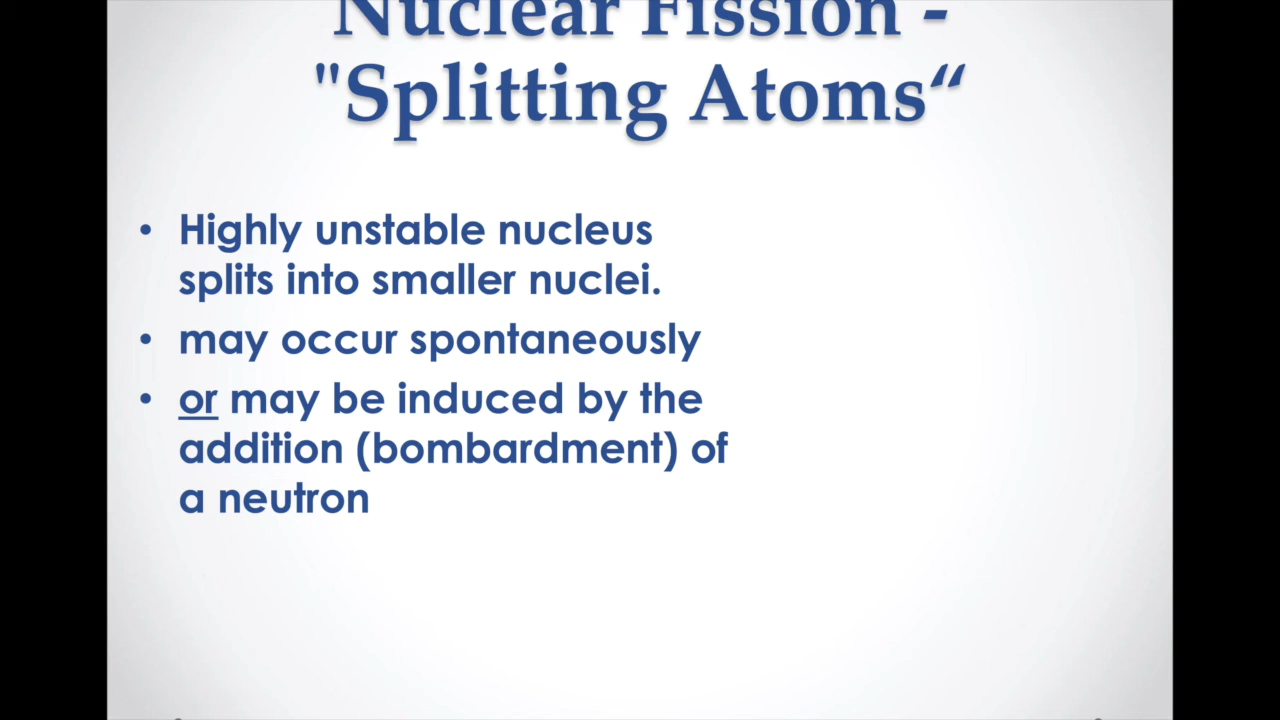 Nuclear Fission -
"Splitting Atoms“
• Highly unstable nucleus
splits into smaller nuclei.
• may occur spontaneously
• or may be induced by the
addition (bombardment) of
a neutron